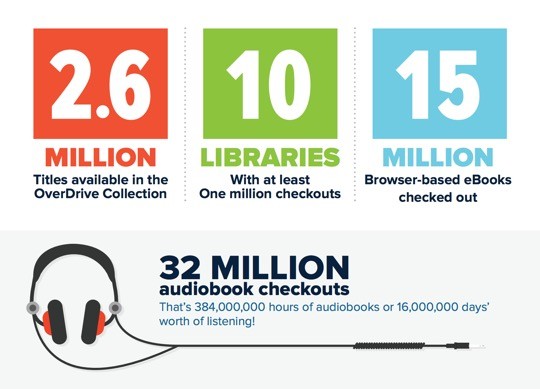 2.6
MILLION
Titles available in the
OverDrive Collection
10
LIBRARIES
With at least
One million checkouts
15
MILLION
Browser-based eBooks
checked out
32 MILLION
audiobook checkouts
That's 384,000,000 hours of audiobooks or 16,000,000 days'
worth of listening!